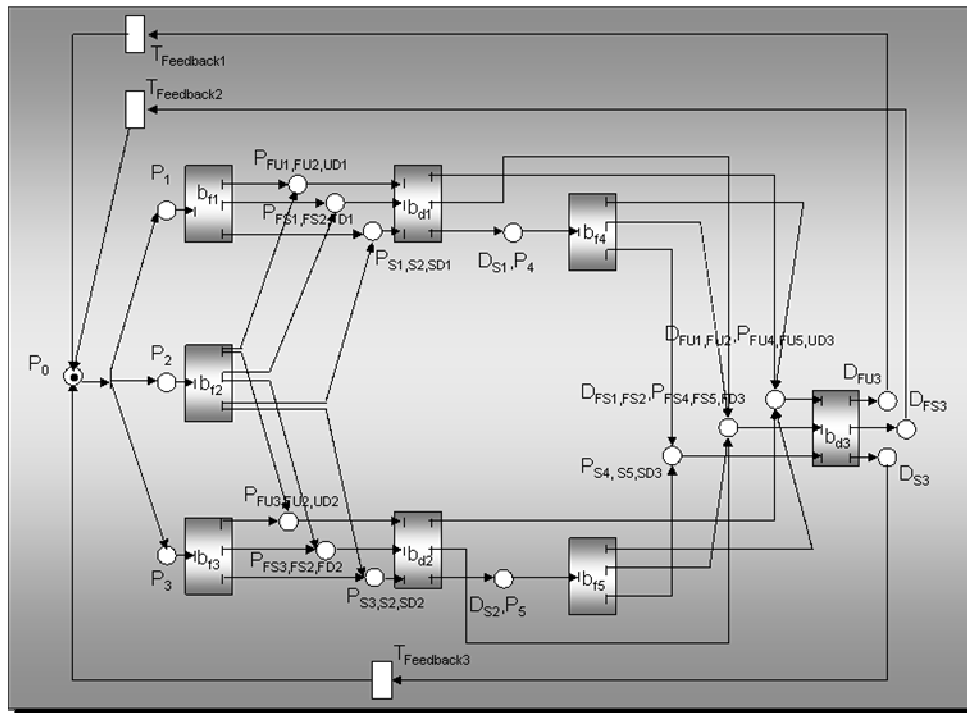 T_Feedback1
T_Feedback2
P_1
b_f1
P_FU1,FU2,UD1
P_FS1,FS2,FD1
b_d1
P_S1,S2,SD1
D_S1,P_4
b_f4
P_0
P_2
b_f2
D_FU1,FU2,P_FU4,FU5,UD3
D_FS1,FS2,P_FS4,FS5,FD3
D_FU3
D_FS3
b_d3
P_S4,S5,SD3
D_S3
P_3
b_f3
P_FU3,FU2,UD2
P_FS3,FS2,FD2
b_d2
P_S3,S2,SD2
D_S2,P_5
b_f5
T_Feedback3